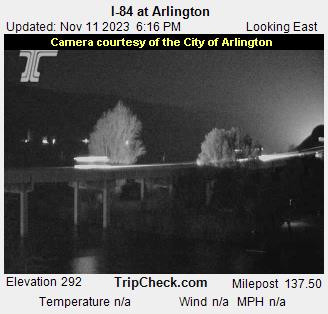 I-84 at Arlington
Updated: Nov 11 2023 6:16 PM Looking East
Camera courtesy of the City of Arlington
Elevation 292 TripCheck.com Milepost 137.50
Temperature n/a Wind n/a MPH n/a